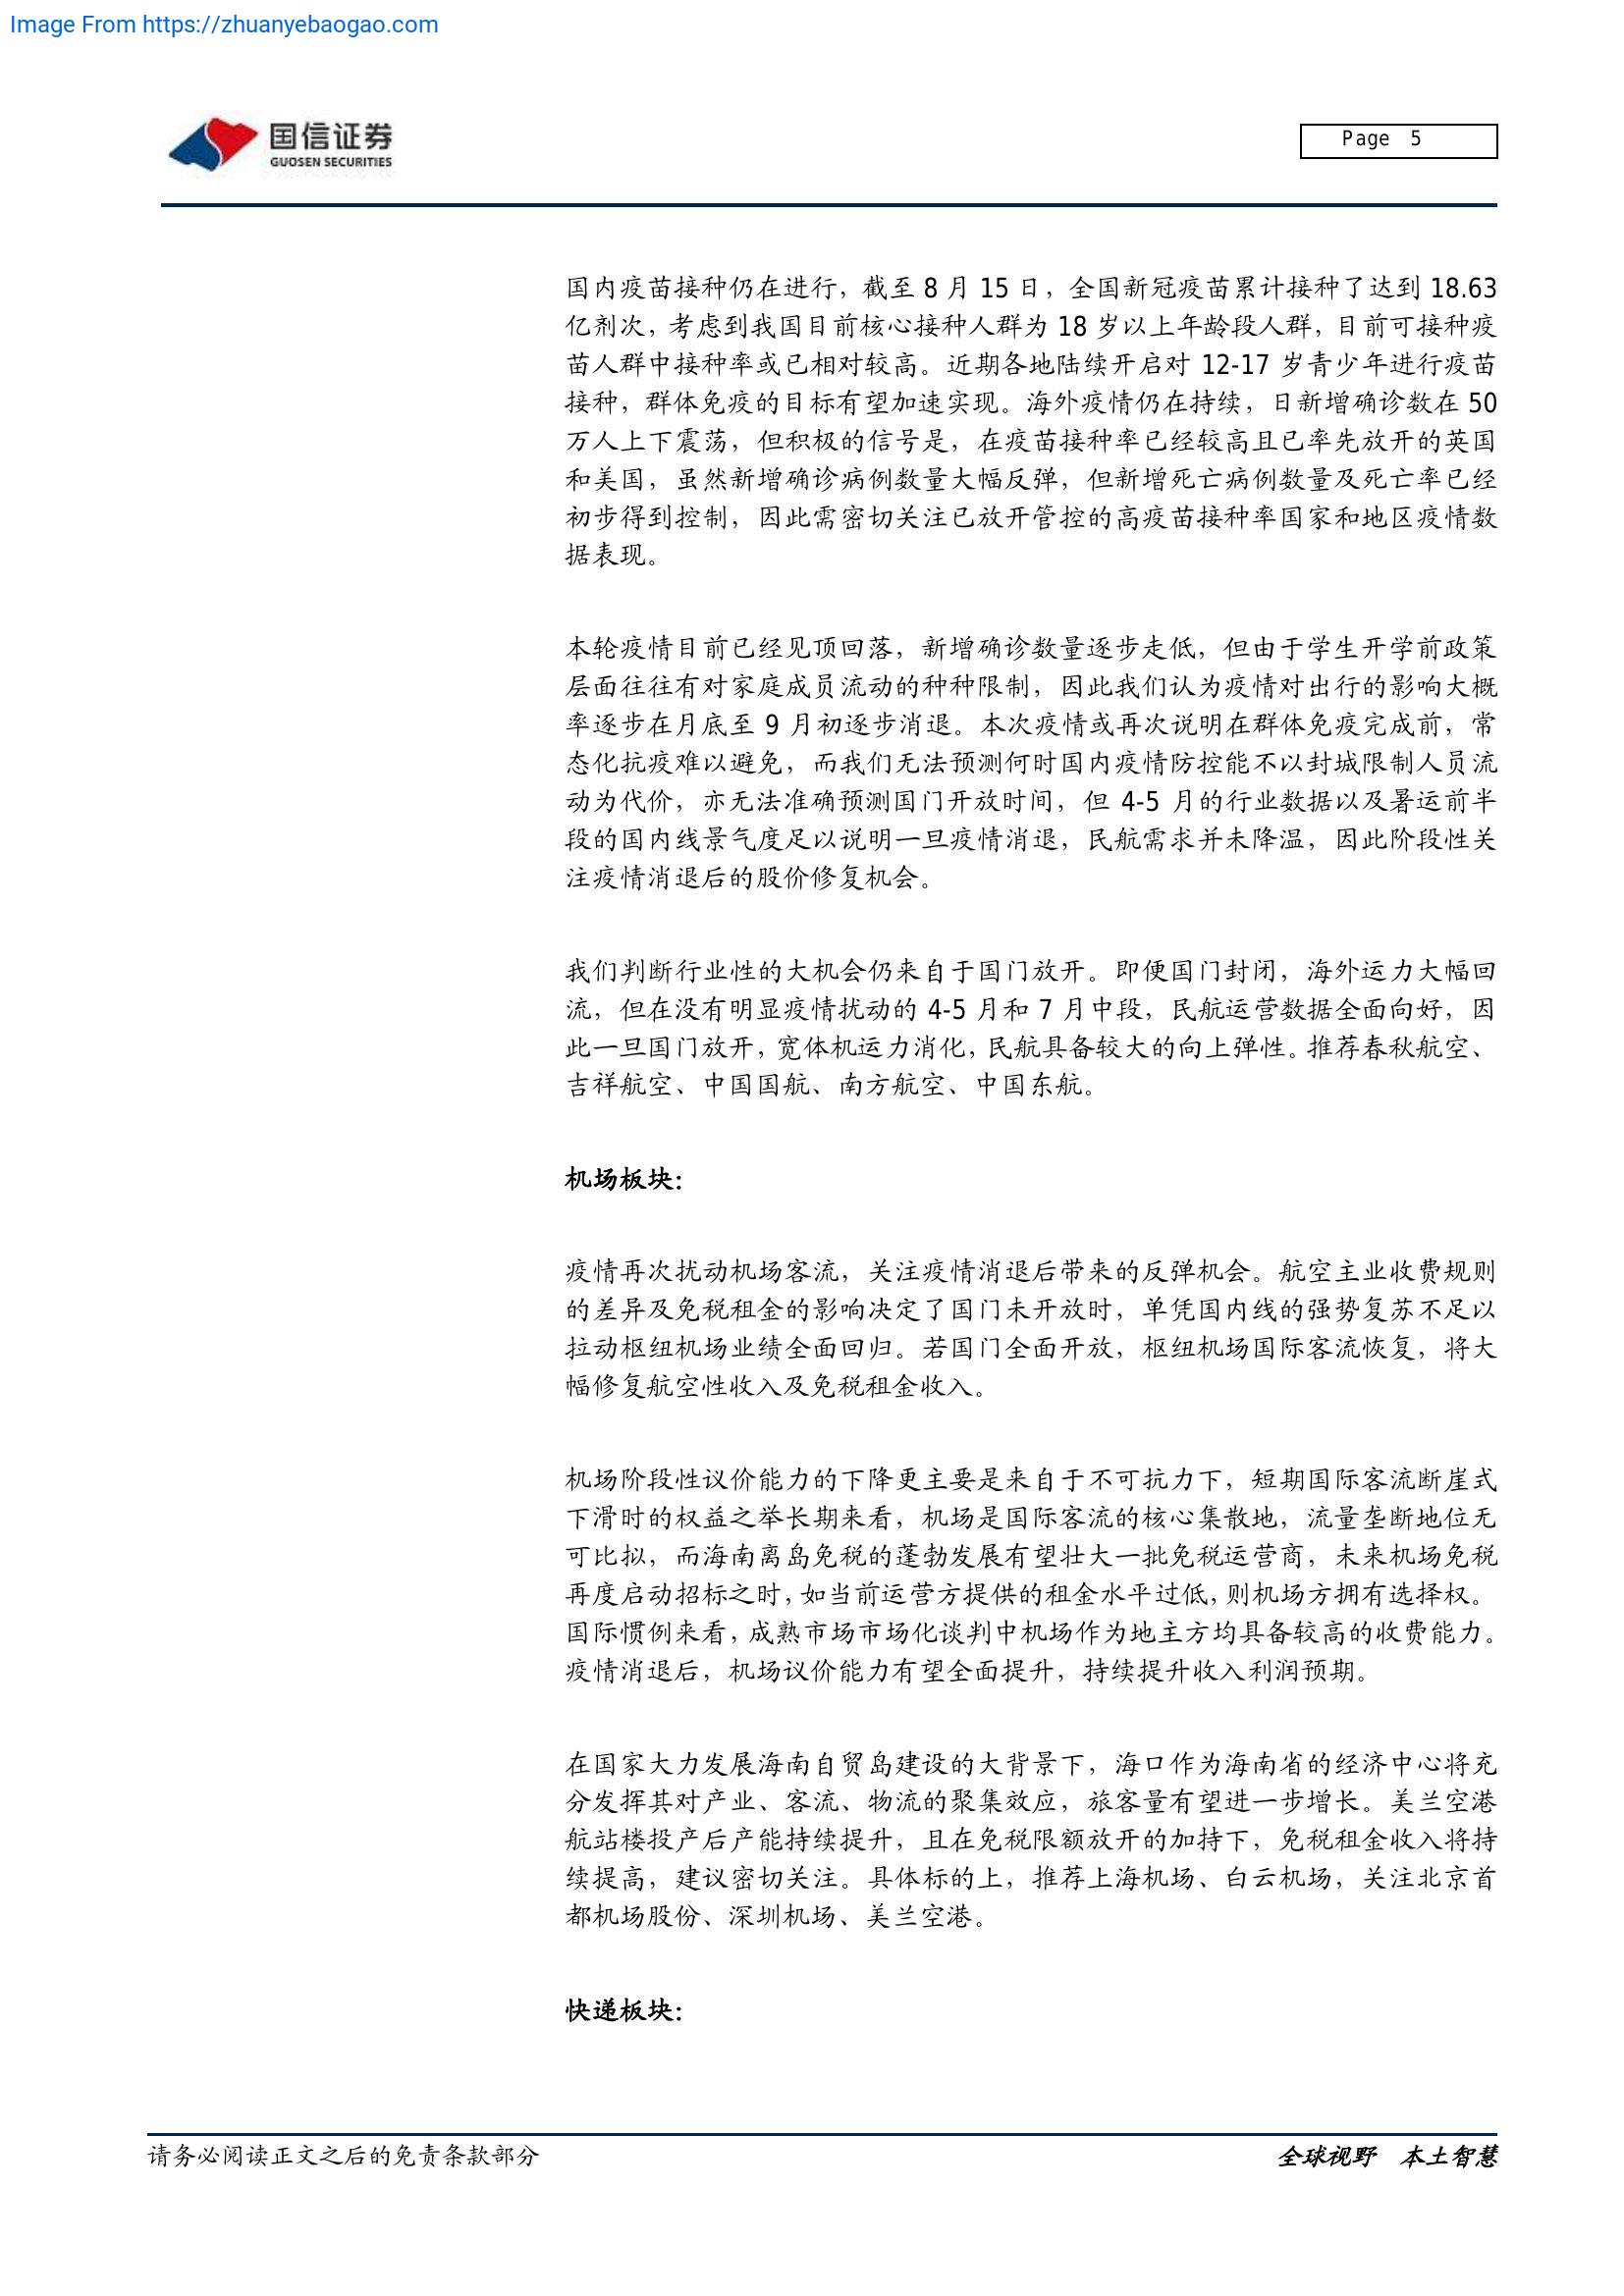 Image From https://zhuanyebaogao.com
国信证券
GUOSEN SECURITIES
Page 5
国内疫苗接种仍在进行，截至 8 月 15 日，全国新冠疫苗累计接种了达到 18.63
亿剂次，考虑到我国目前核心接种人群为 18 岁以上年龄段人群，目前可接种疫
苗人群中接种率或已相对较高。近期各地陆续开启对 12-17 岁青少年进行疫苗
接种，群体免疫的目标有望加速实现。海外疫情仍在持续，日新增确诊数在 50
万人上下震荡，但积极的信号是，在疫苗接种率已经较高且已率先放开的英国
和美国，虽然新增确诊病例数量大幅反弹，但新增死亡病例数量及死亡率已经
初步得到控制，因此需密切关注已放开管控的高疫苗接种率国家和地区疫情数
据表现。
本轮疫情目前已经见顶回落，新增确诊数量逐步走低，但由于学生开学前政策
层面往往有对家庭成员流动的种种限制，因此我们认为疫情对出行的影响大概
率逐步在月底至 9 月初逐步消退。本次疫情或再次说明在群体免疫完成前，常
态化抗疫难以避免，而我们无法预测何时国内疫情防控能不以封城限制人员流
动为代价，亦无法准确预测国门开放时间，但 4-5 月的行业数据以及暑运前半
段的国内线景气度足以说明一旦疫情消退，民航需求并未降温，因此阶段性关
注疫情消退后的股价修复机会。
我们判断行业性的大机会仍来自于国门放开。即便国门封闭，海外运力大幅回
流，但在没有明显疫情扰动的 4-5 月和 7 月中段，民航运营数据全面向好，因
此一旦国门放开，宽体机运力消化，民航具备较大的向上弹性。推荐春秋航空、
吉祥航空、中国国航、南方航空、中国东航。
机场板块：
疫情再次扰动机场客流，关注疫情消退后带来的反弹机会。航空主业收费规则
的差异及免税租金的影响决定了国门未开放时，单凭国内线的强势复苏不足以
拉动枢纽机场业绩全面回归。若国门全面开放，枢纽机场国际客流恢复，将大
幅修复航空性收入及免税租金收入。
机场阶段性议价能力的下降更主要是来自于不可抗力下，短期国际客流断崖式
下滑时的权益之举长期来看，机场是国际客流的核心集散地，流量垄断地位无
可比拟，而海南离岛免税的蓬勃发展有望壮大一批免税运营商，未来机场免税
再度启动招标之时，如当前运营方提供的租金水平过低，则机场方拥有选择权。
国际惯例来看，成熟市场市场化谈判中机场作为地主方均具备较高的收费能力。
疫情消退后，机场议价能力有望全面提升，持续提升收入利润预期。
在国家大力发展海南自贸岛建设的大背景下，海口作为海南省的经济中心将充
分发挥其对产业、客流、物流的聚集效应，旅客量有望进一步增长。美兰空港
航站楼投产后产能持续提升，且在免税限额放开的加持下，免税租金收入将持
续提高，建议密切关注。具体标的上，推荐上海机场、白云机场，关注北京首
都机场股份、深圳机场、美兰空港。
快递板块：
请务必阅读正文之后的免责条款部分
全球视野 本土智慧